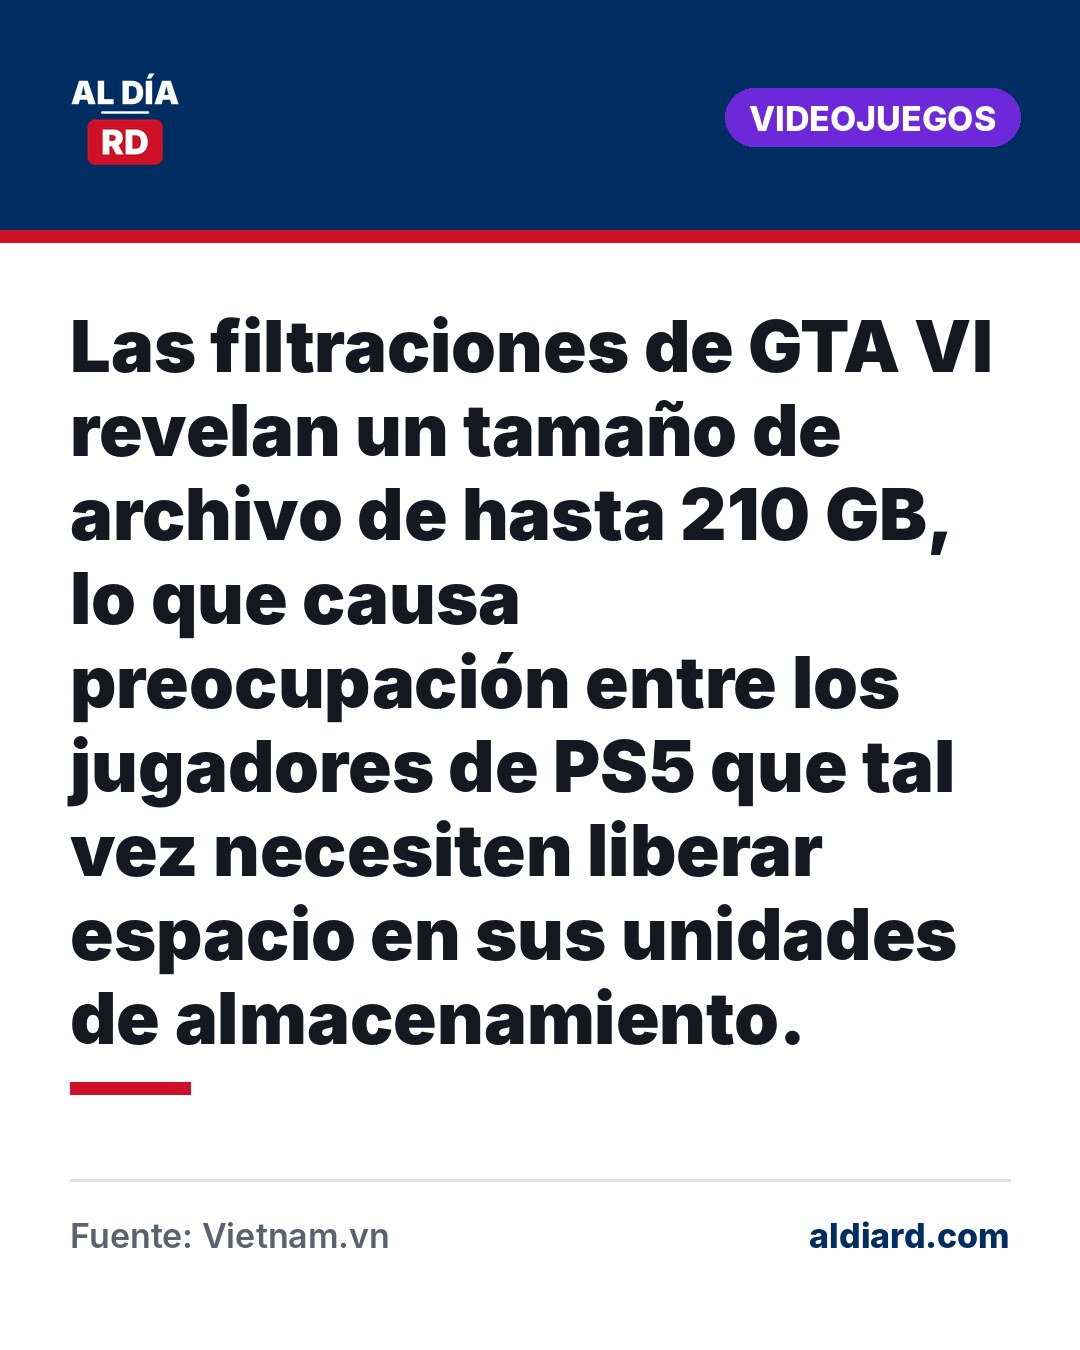 AL DÍA
RD
VIDEOJUEGOS
Las filtraciones de GTA VI
revelan un tamaño de
archivo de hasta 210 GB,
lo que causa
preocupación entre los
jugadores de PS5 que tal
vez necesiten liberar
espacio en sus unidades
de almacenamiento.
Fuente: Vietnam.vn
aldiard.com